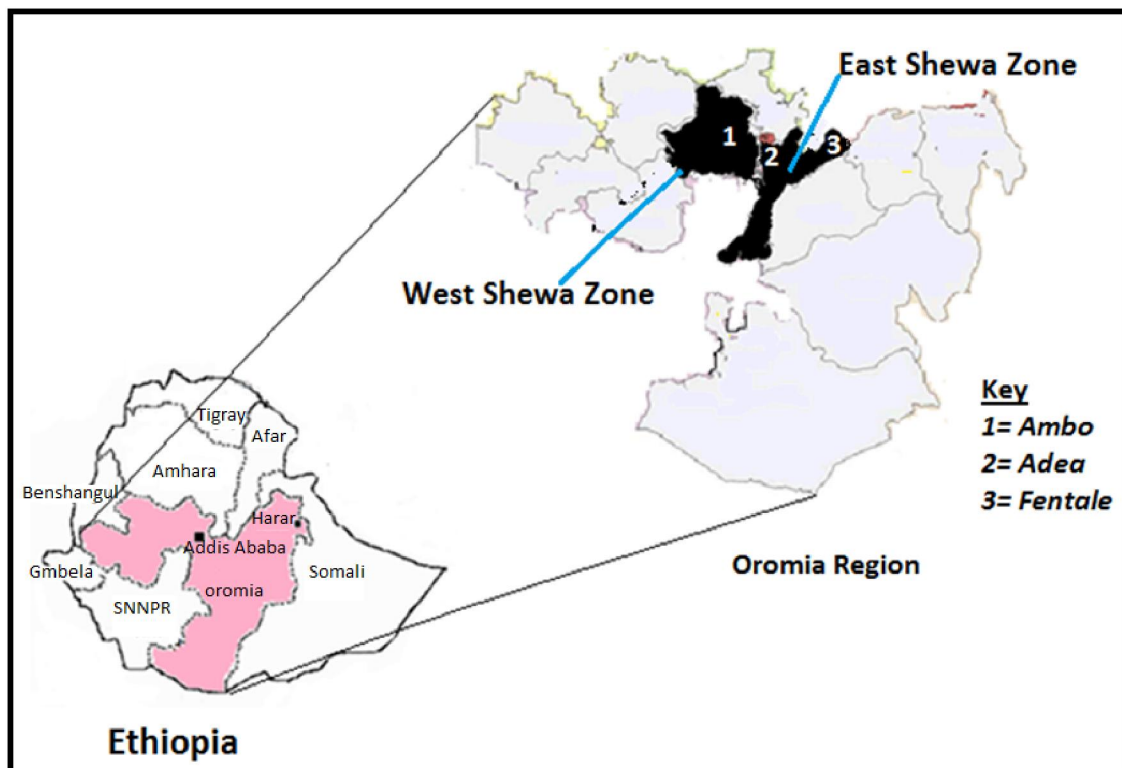 East Shewa Zone
1
2
3
West Shewa Zone
Key
1= Ambo
2= Adea
3= Fentale
Oromia Region
Tigray
Afar
Amhara
Benshangul
Harar
Addis Ababa
Gmbela
Somali
oromia
SNNPR
Ethiopia